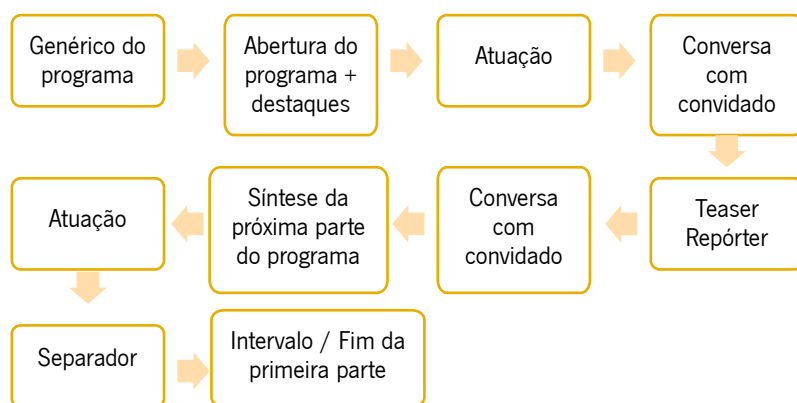 Genérico do
programa
Abertura do
programa +
destaques
Atuação
Conversa
com
convidado
Teaser
Repórter
Conversa
com
convidado
Síntese da
próxima parte
do programa
Atuação
Separador
Intervalo / Fim da
primeira parte